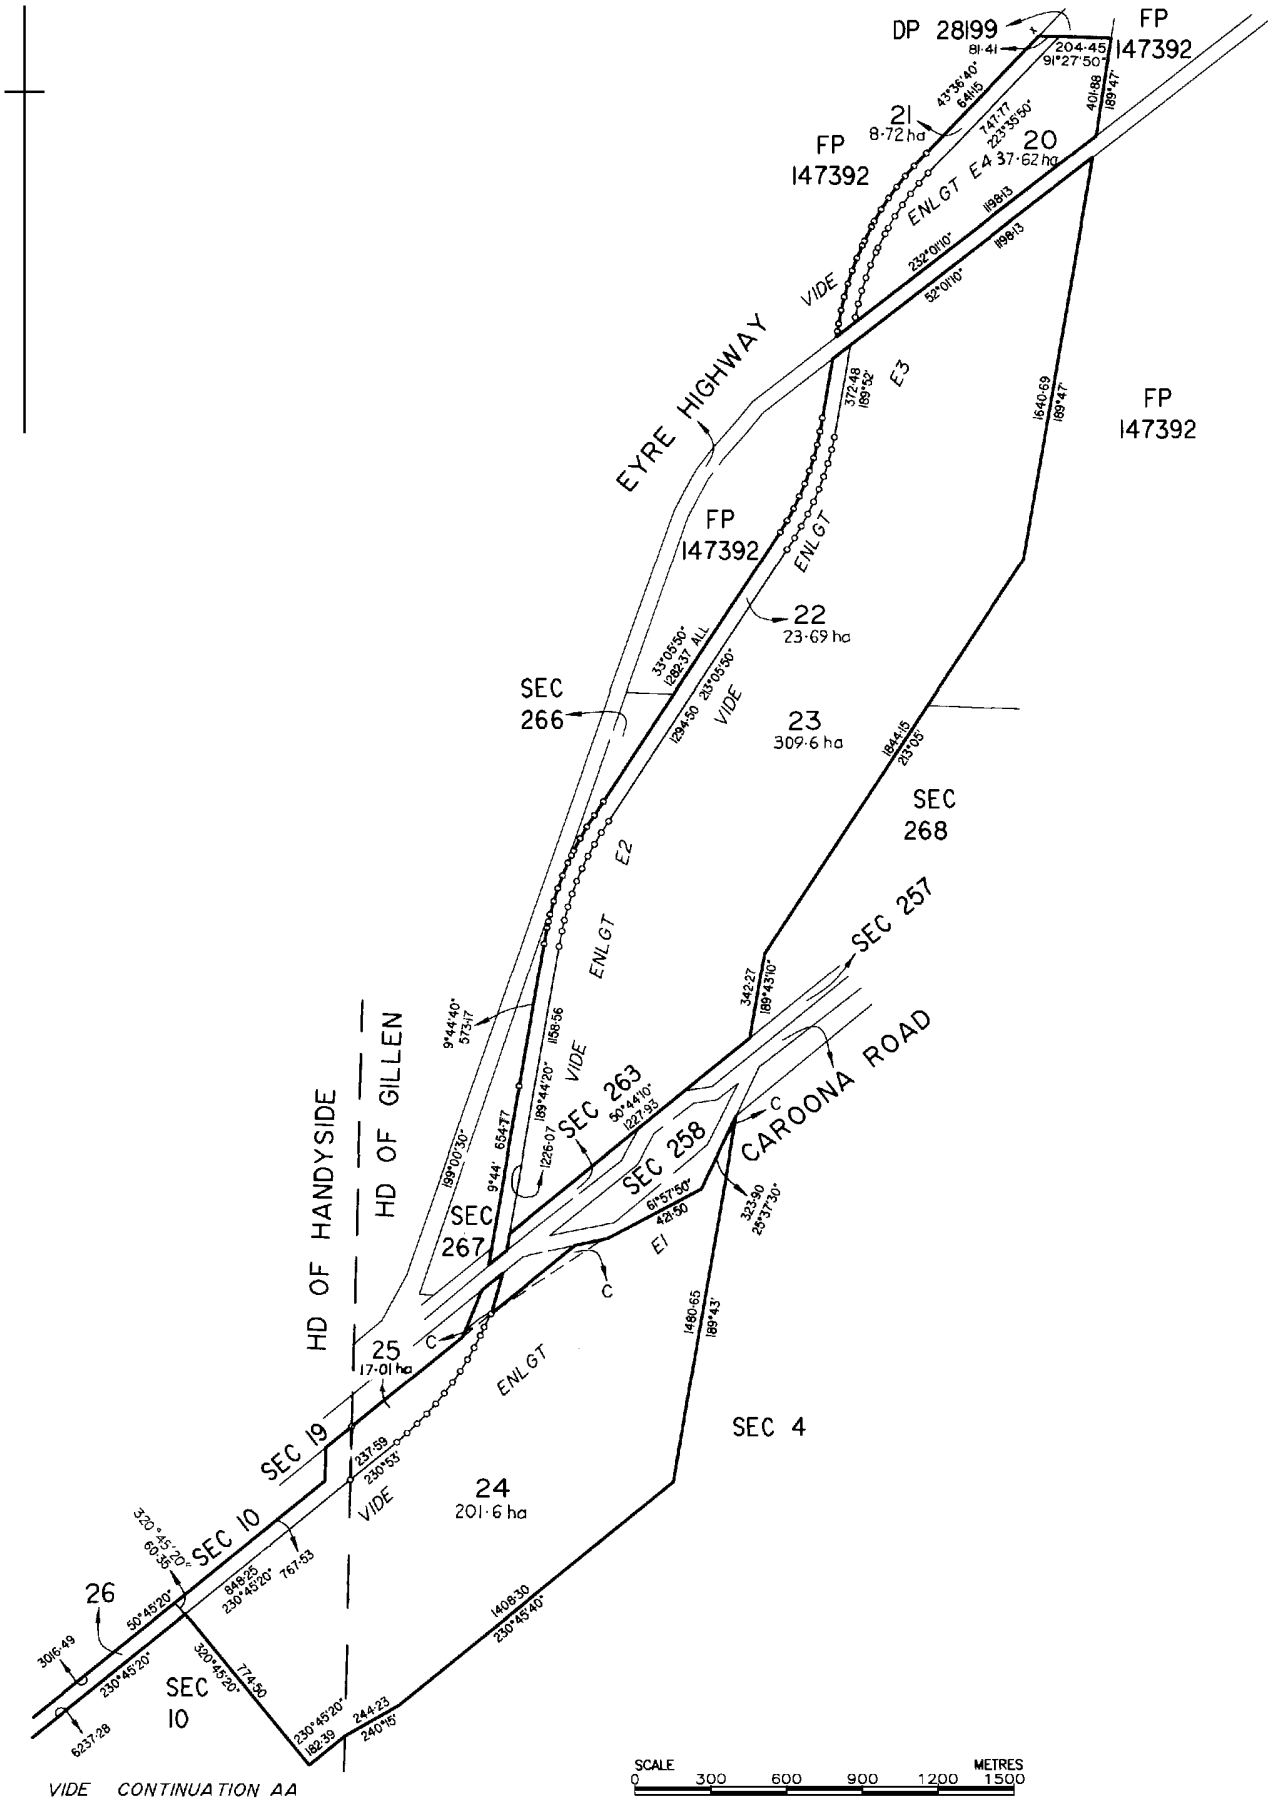 DP 28199
FP
147392
81·41
204·45
91°27'50"
43°36'40"
641·15
401·88
189°47'
21
8·72 ha
747·77
223°35'50"
20
37·62 ha
FP
147392
VIDE ENLGT E4
1198·13
232°01'10"
1198·13
52°01'10"
EYRE HIGHWAY
372·48
189°52'
1640·69
189°47'
FP
147392
FP
147392
22
23·69 ha
33°05'50"
1282·37 ALL
1294·50 213°05'50"
VIDE ENLGT E3
SEC
266
23
309·6 ha
1844·15
213°05'
SEC
268
VIDE ENLGT E2
SEC 257
342·27
189°43'10"
9°44'40"
573·17
1158·56
189°44'20"
HD OF HANDYSIDE
HD OF GILLEN
CAROONA ROAD
SEC 263
50°44'10"
1227·93
C
654·77
9°44'
1226·07
199°00'30"
SEC 258
SEC
267
61°57'50"
421·50
323·90
25°37'30"
C
C
25
17·01 ha
1480·65
189°43'
VIDE ENLGT E1
SEC 19
237·59
230°53'
SEC 4
24
201·6 ha
SEC 10
320°45'20"
60·35
767·53
848·25
230°45'20"
26
50°45'20"
3016·49
230°45'20"
1408·30
230°45'40"
SEC
10
774·50
320°45'20"
6237·28
230°45'20"
182·39
244·23
240°15'
VIDE CONTINUATION AA
SCALE METRES
0 300 600 900 1200 1500